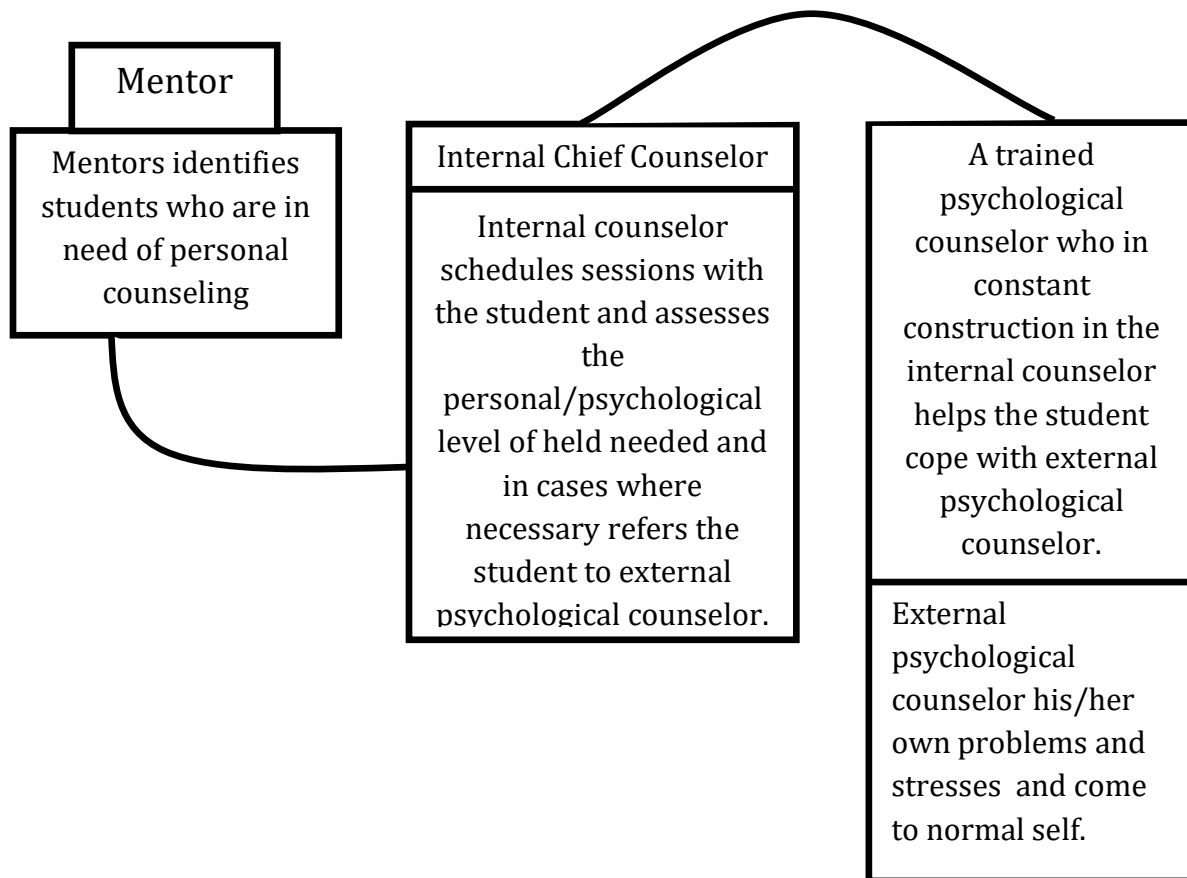 Mentor
Mentors identifies
students who are in
need of personal
counseling
Internal Chief Counselor
Internal counselor
schedules sessions with
the student and assesses
the
personal/psychological
level of held needed and
in cases where
necessary refers the
student to external
psychological counselor.
A trained
psychological
counselor who in
constant
construction in the
internal counselor
helps the student
cope with external
psychological
counselor.
External
psychological
counselor his/her
own problems and
stresses and come
to normal self.